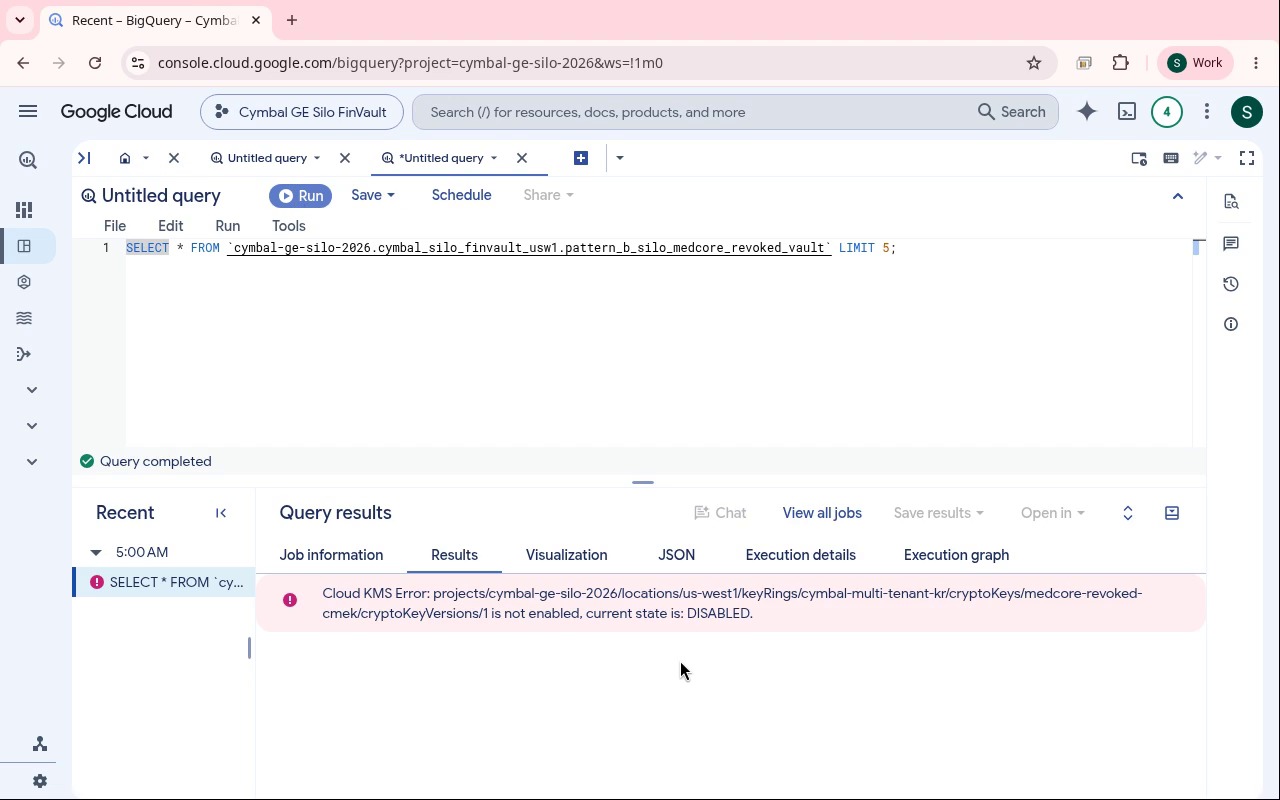 Recent – BigQuery – Cymba
console.cloud.google.com/bigquery?project=cymbal-ge-silo-2026&ws=!1m0
S Work
Google Cloud
Cymbal GE Silo FinVault
Search (/) for resources, docs, products, and more
Search
4
S
Untitled query
*Untitled query
Untitled query
Run
Save
Schedule
Share
File
Edit
Run
Tools
1 SELECT * FROM `cymbal-ge-silo-2026.cymbal_silo_finvault_usw1.pattern_b_silo_medcore_revoked_vault` LIMIT 5;
Query completed
Recent
5:00 AM
SELECT * FROM `cy...
Query results
Chat
View all jobs
Save results
Open in
Job information
Results
Visualization
JSON
Execution details
Execution graph
Cloud KMS Error: projects/cymbal-ge-silo-2026/locations/us-west1/keyRings/cymbal-multi-tenant-kr/cryptoKeys/medcore-revoked-
cmek/cryptoKeyVersions/1 is not enabled, current state is: DISABLED.